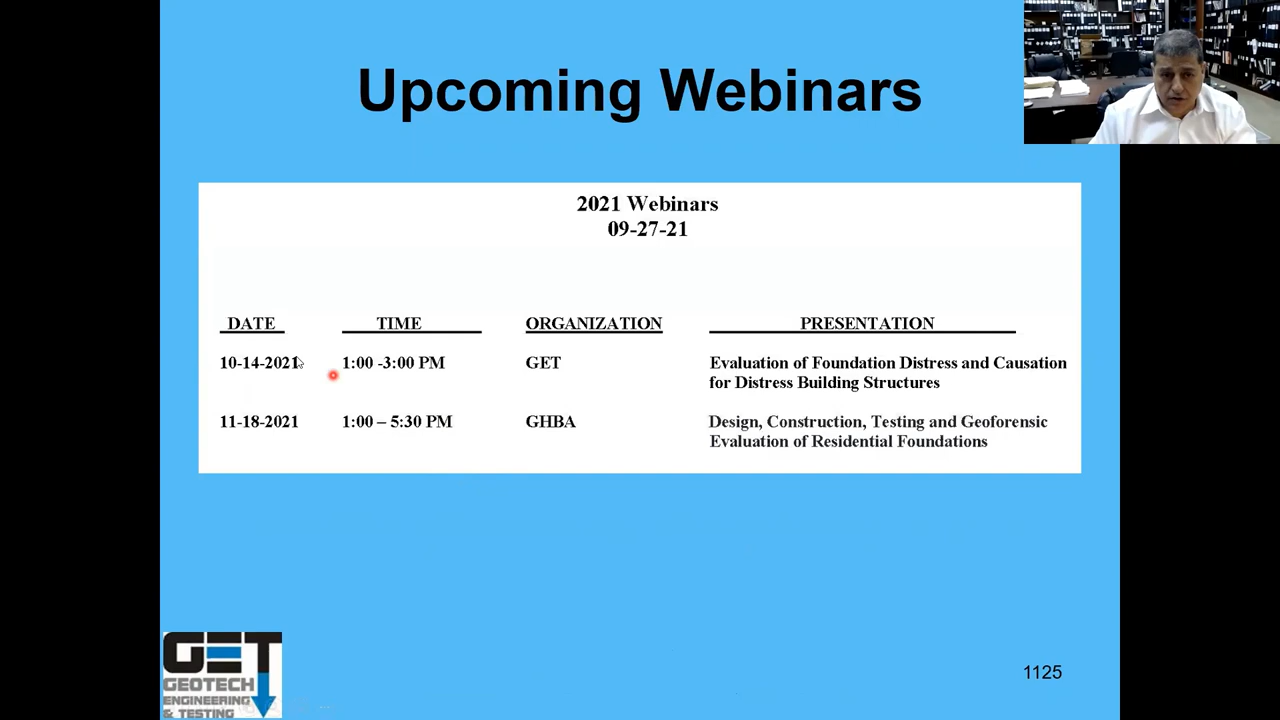 Upcoming Webinars
2021 Webinars
09-27-21
DATE TIME ORGANIZATION PRESENTATION
10-14-2021 1:00 -3:00 PM GET Evaluation of Foundation Distress and Causation
for Distress Building Structures
11-18-2021 1:00 – 5:30 PM GHBA Design, Construction, Testing and Geoforensic
Evaluation of Residential Foundations
GET
GEOTECH
ENGINEERING
& TESTING
1125